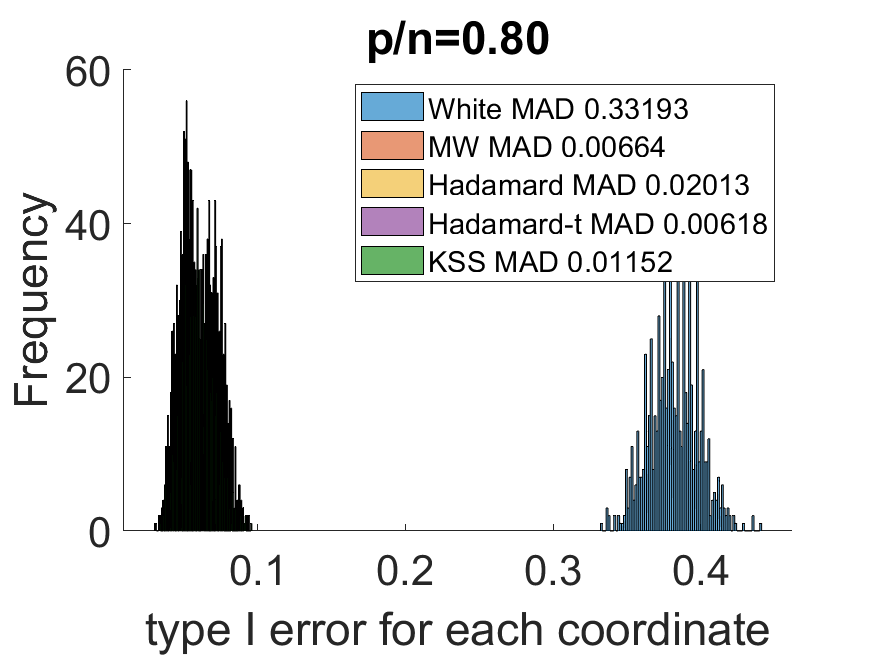 p/n=0.80
60
40
20
0
Frequency
White MAD 0.33193
MW MAD 0.00664
Hadamard MAD 0.02013
Hadamard-t MAD 0.00618
KSS MAD 0.01152
0.1 0.2 0.3 0.4
type I error for each coordinate